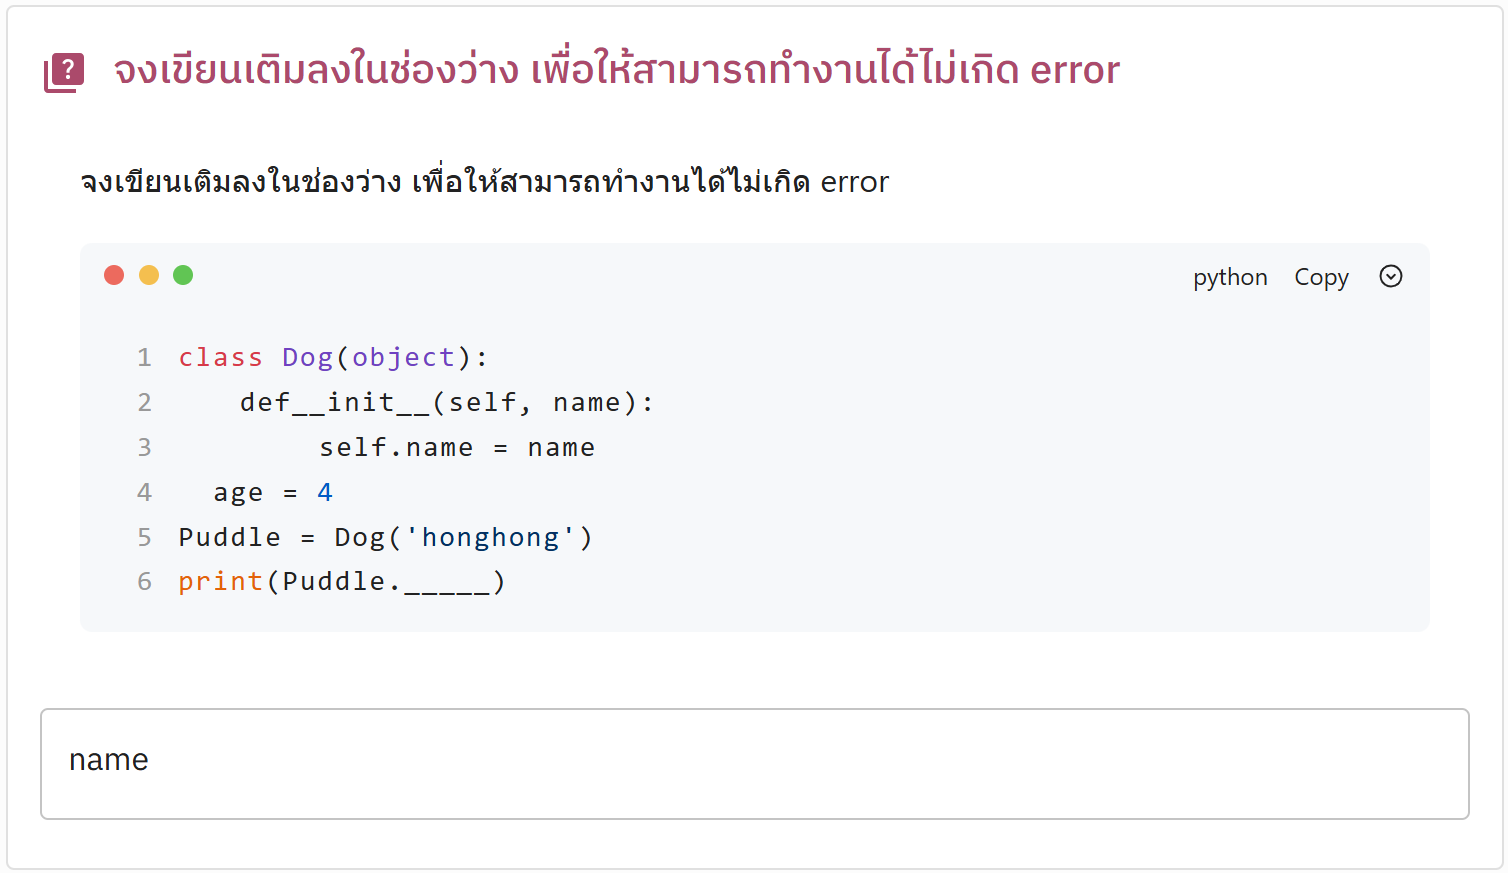 จงเขียนเติมลงในช่องว่าง เพื่อให้สามารถทำงานได้ไม่เกิด error
จงเขียนเติมลงในช่องว่าง เพื่อให้สามารถทำงานได้ไม่เกิด error
python Copy
1 class Dog(object):
2 def__init__(self, name):
3 self.name = name
4 age = 4
5 Puddle = Dog('honghong')
6 print(Puddle._____)
name